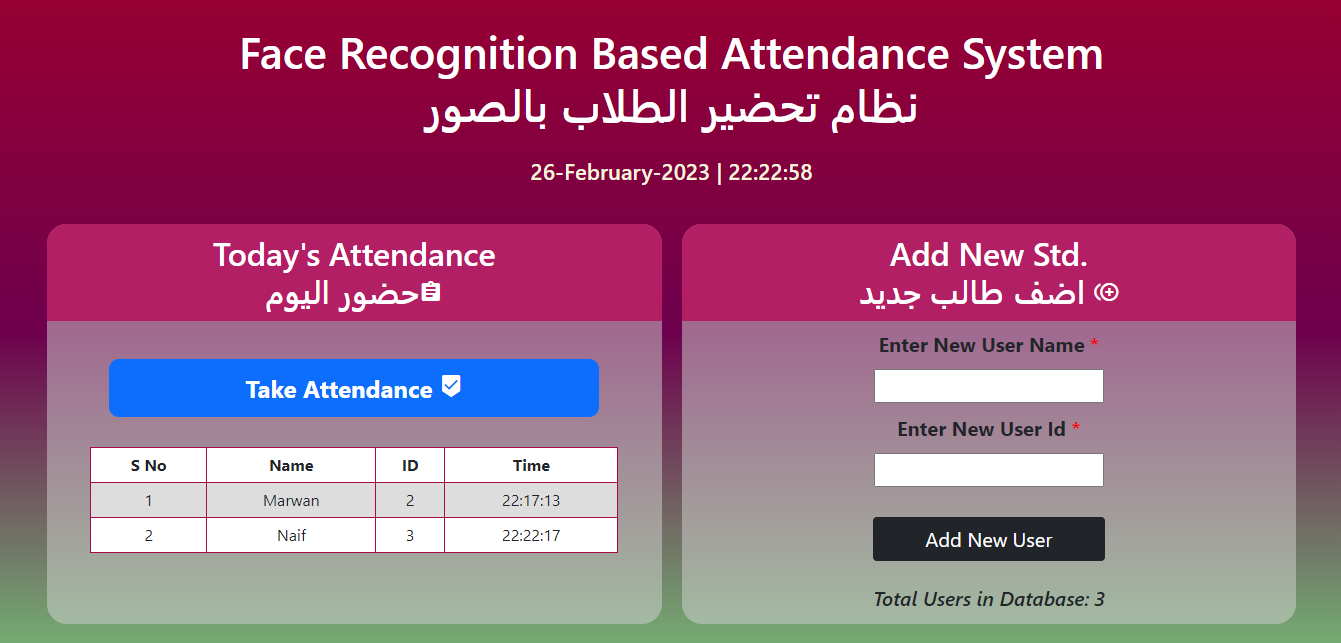 Face Recognition Based Attendance System
نظام تحضير الطلاب بالصور
26-February-2023 | 22:22:58
Today's Attendance
حضور اليوم
Take Attendance
S No Name ID Time
1 Marwan 2 22:17:13
2 Naif 3 22:22:17
Add New Std.
اضف طالب جديد
Enter New User Name *
Enter New User Id *
Add New User
Total Users in Database: 3